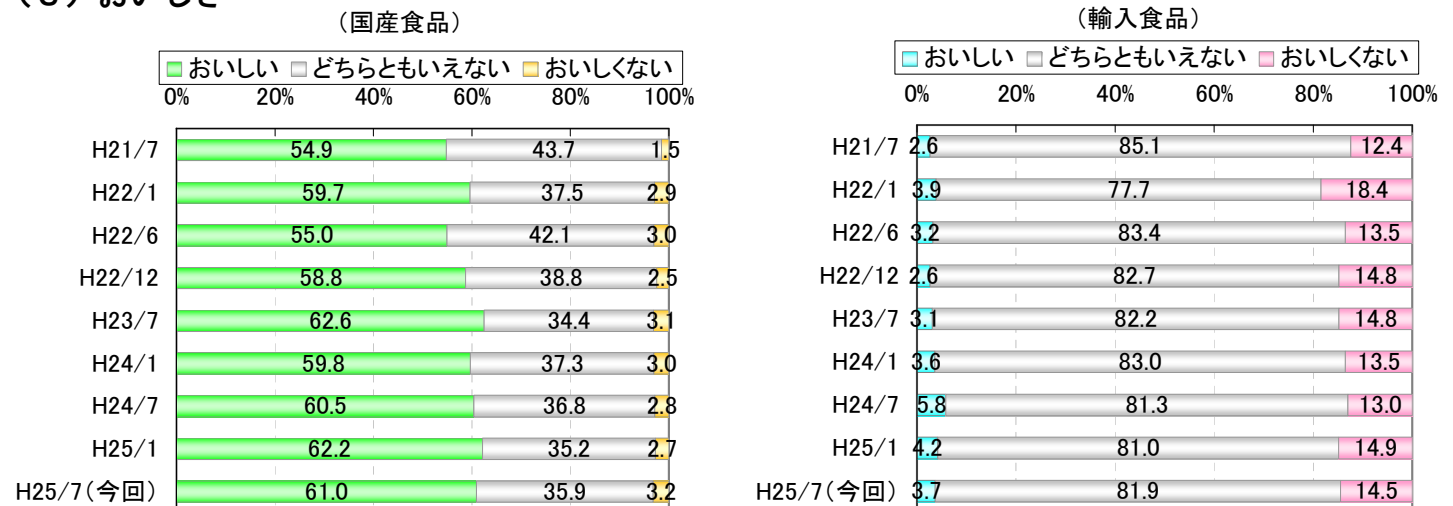 (国産食品)
おいしい どちらともいえない おいしくない
0% 20% 40% 60% 80% 100%
H21/7 54.9 43.7 1.5
H22/1 59.7 37.5 2.9
H22/6 55.0 42.1 3.0
H22/12 58.8 38.8 2.5
H23/7 62.6 34.4 3.1
H24/1 59.8 37.3 3.0
H24/7 60.5 36.8 2.8
H25/1 62.2 35.2 2.7
H25/7(今回) 61.0 35.9 3.2
(輸入食品)
おいしい どちらともいえない おいしくない
0% 20% 40% 60% 80% 100%
H21/7 2.6 85.1 12.4
H22/1 3.9 77.7 18.4
H22/6 3.2 83.4 13.5
H22/12 2.6 82.7 14.8
H23/7 3.1 82.2 14.8
H24/1 3.6 83.0 13.5
H24/7 5.8 81.3 13.0
H25/1 4.2 81.0 14.9
H25/7(今回) 3.7 81.9 14.5